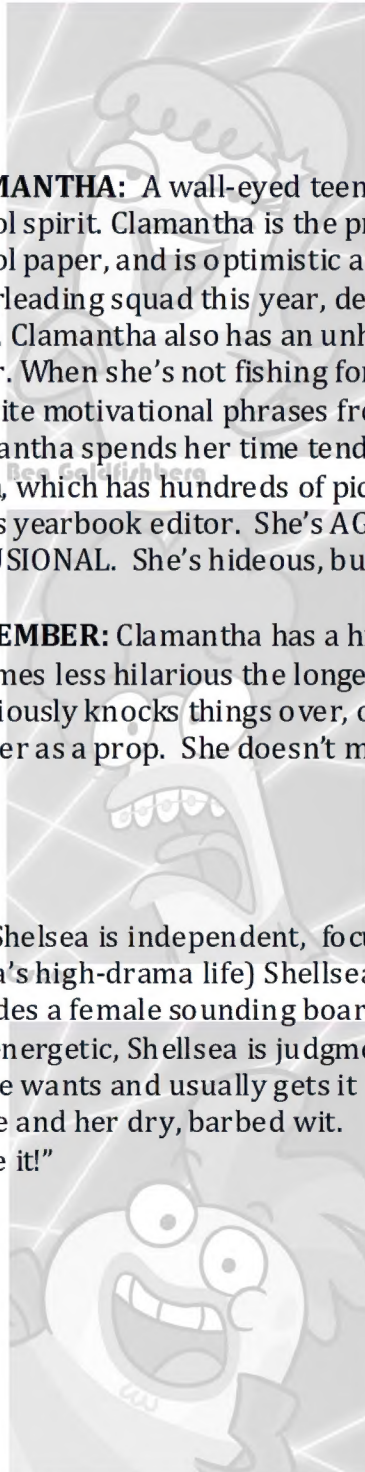 MANTHA: A wall-eyed teen
ol spirit. Clamantha is the pr
ol paper, and is optimistic a
rleading squad this year, de
. Clamantha also has an unh
r. When she's not fishing for
ite motivational phrases fr
antha spends her time tend
Ben Goldfishberg
, which has hundreds of pic
s yearbook editor. She's AG
USIONAL. She's hideous, bu
EMBER: Clamantha has a h
mes less hilarious the longe
iously knocks things over, o
er as a prop. She doesn't m
Shelsea is independent, focu
a's high-drama life) Shellsea
des a female sounding boar
energetic, Shellsea is judgme
e wants and usually gets it
e and her dry, barbed wit.
e it!"